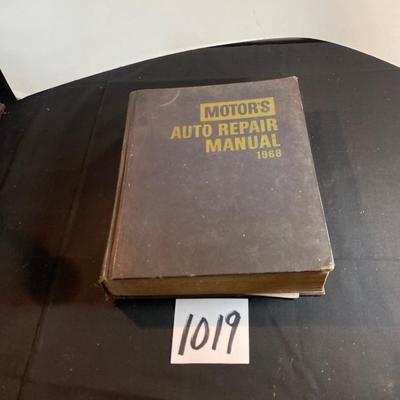 MOTOR'S
AUTO REPAIR
MANUAL
1968
1019